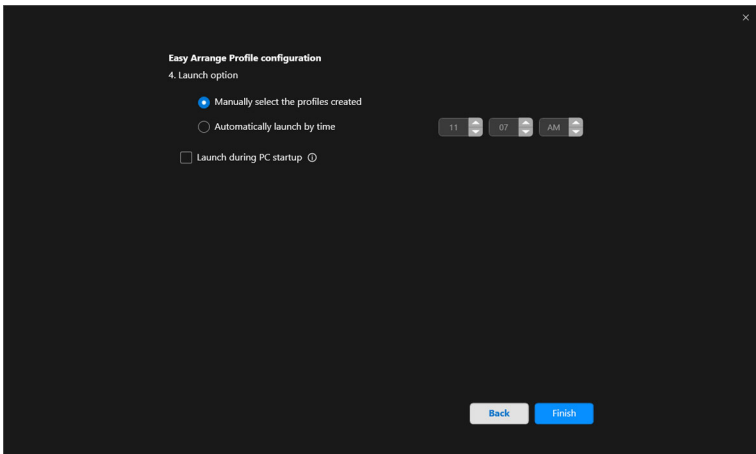 Easy Arrange Profile configuration
4. Launch option
Manually select the profiles created
Automatically launch by time 11 07 AM
Launch during PC startup
Back Finish